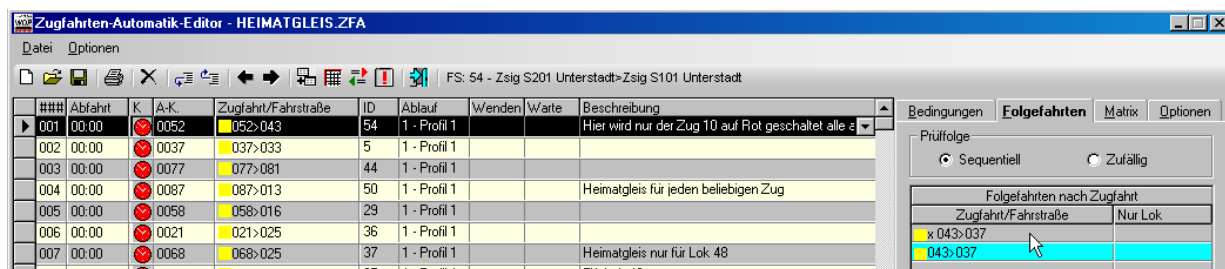 Zugfahrten-Automatik-Editor - HEIMATGLEIS.ZFA
Datei Optionen
FS: 54 - Zsig S201 Unterstadt>Zsig S101 Unterstadt
### Abfahrt K A-K. Zugfahrt/Fahrstraße ID Ablauf Wenden Warte Beschreibung
001 00:00 0052 052>043 54 1 - Profil 1 Hier wird nur der Zug 10 auf Rot geschaltet alle
002 00:00 0037 037>033 5 1 - Profil 1
003 00:00 0077 077>081 44 1 - Profil 1
004 00:00 0087 087>013 50 1 - Profil 1 Heimatgleis für jeden beliebigen Zug
005 00:00 0058 058>016 29 1 - Profil 1
006 00:00 0021 021>025 36 1 - Profil 1
007 00:00 0068 068>025 37 1 - Profil 1 Heimatgleis nur für Lok 48
Bedingungen Folgefahrten Matrix Optionen
Prüffolge
Sequentiell Zufällig
Folgefahrten nach Zugfahrt
Zugfahrt/Fahrstraße Nur Lok
x 043>037
043>037